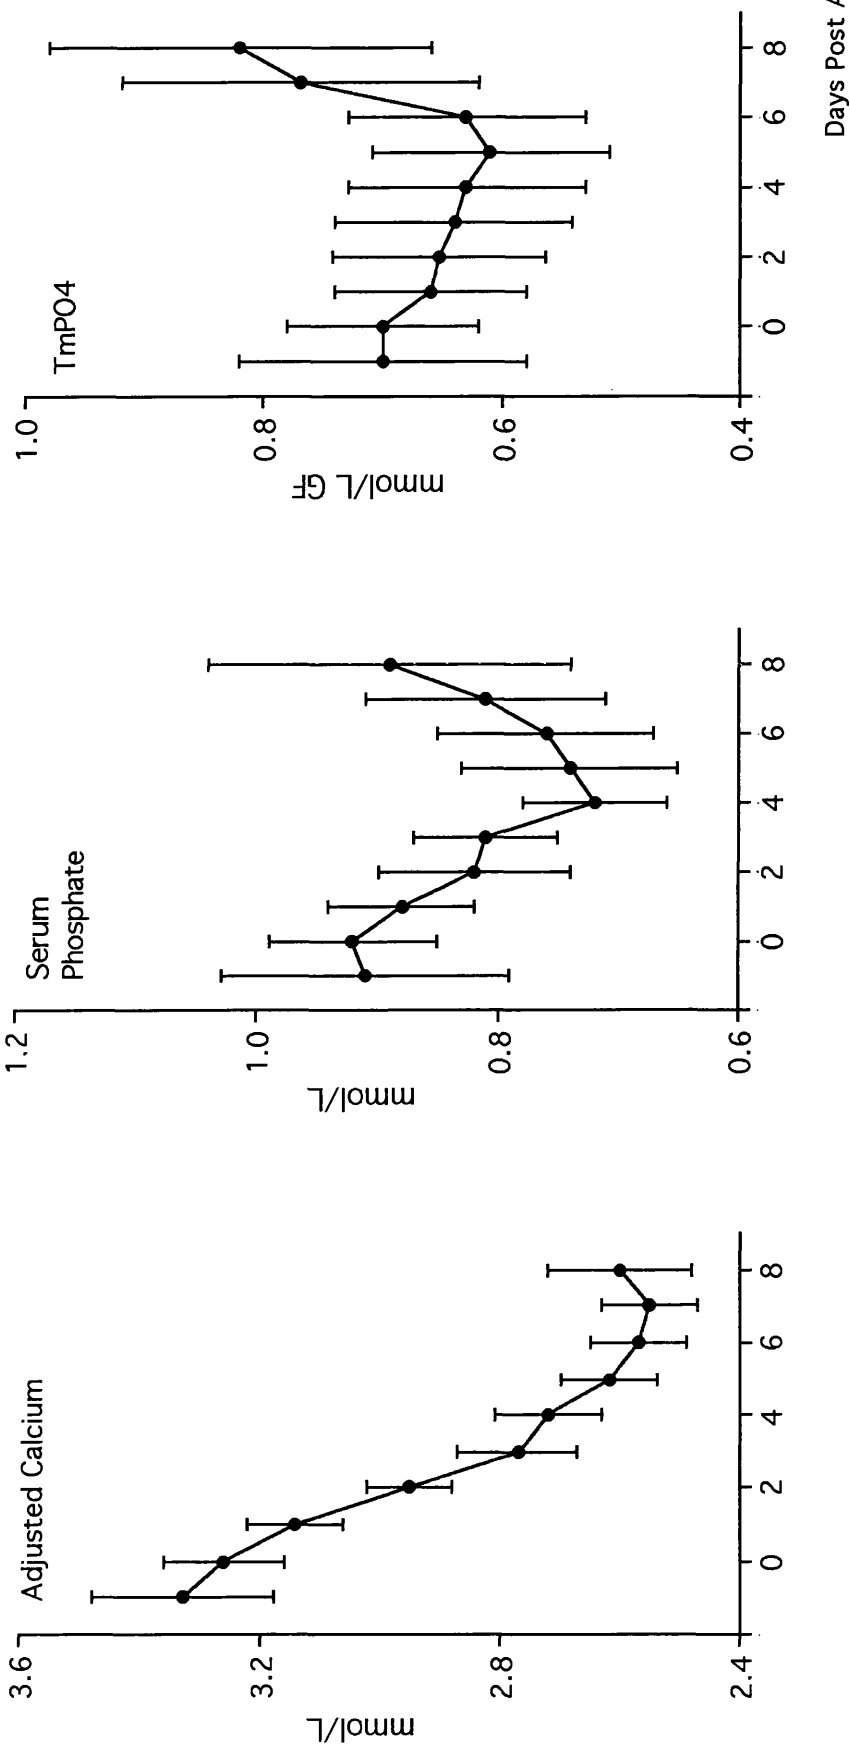 Adjusted Calcium
mmol/L
3.6
3.2
2.8
2.4
0 2 4 6 8
Serum
Phosphate
mmol/L
1.2
1.0
0.8
0.6
0 2 4 6 8
TmPO4
mmol/L GF
1.0
0.8
0.6
0.4
0 2 4 6 8
Days Post A